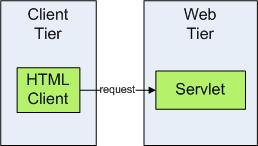 Client
Tier
HTML
Client
request
Web
Tier
Servlet